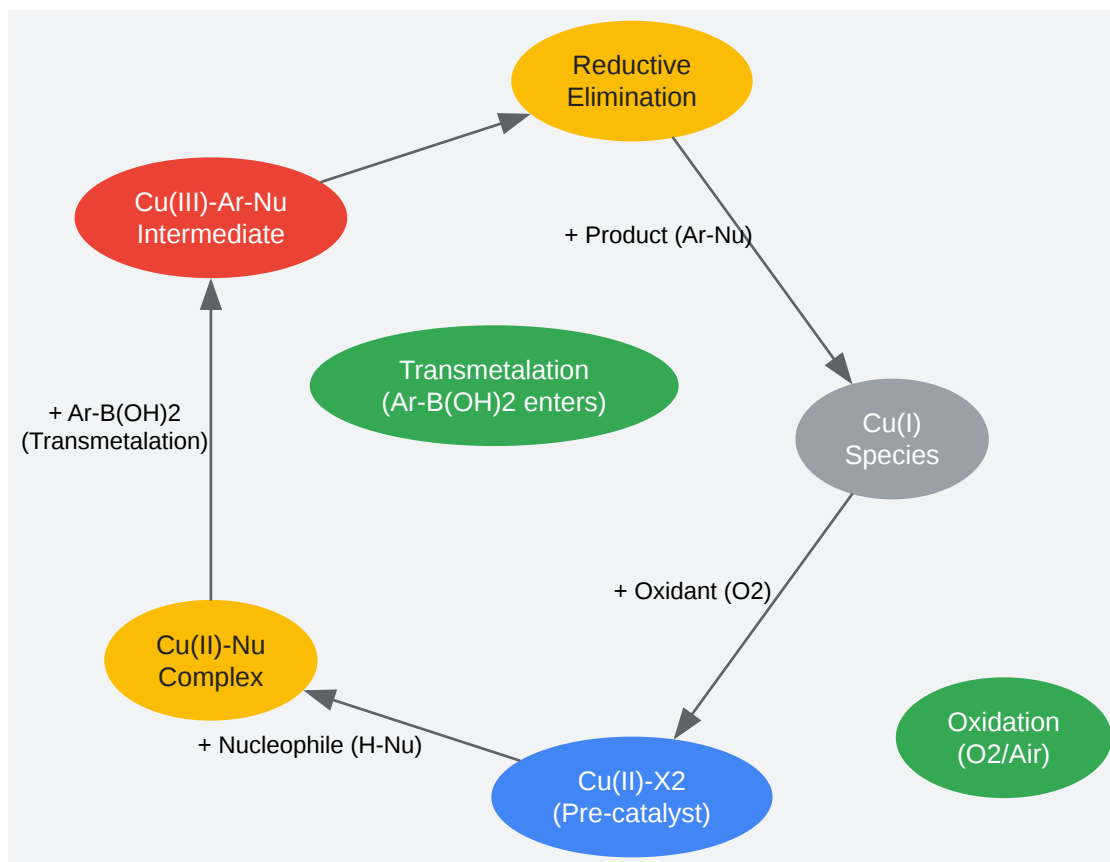 Reductive
Elimination
Cu(III)-Ar-Nu
Intermediate
+ Product (Ar-Nu)
Transmetalation
(Ar-B(OH)2 enters)
+ Ar-B(OH)2
(Transmetalation)
Cu(I)
Species
+ Oxidant (O2)
Cu(II)-Nu
Complex
+ Nucleophile (H-Nu)
Oxidation
(O2/Air)
Cu(II)-X2
(Pre-catalyst)